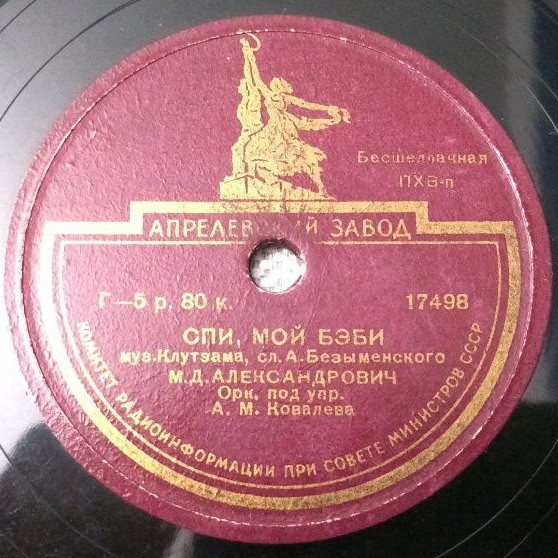 Бесшеллачная
ПХВ-п
АПРЕЛЕВСКИЙ ЗАВОД
Г—5 р. 80 к. 17498
СПИ, МОЙ БЭБИ
муз. Клутзама, сл. А. Безыменского
М. Д. АЛЕКСАНДРОВИЧ
Орк. под упр.
А. М. Ковалева
КОМИТЕТ РАДИОИНФОРМАЦИИ ПРИ СОВЕТЕ МИНИСТРОВ СССР